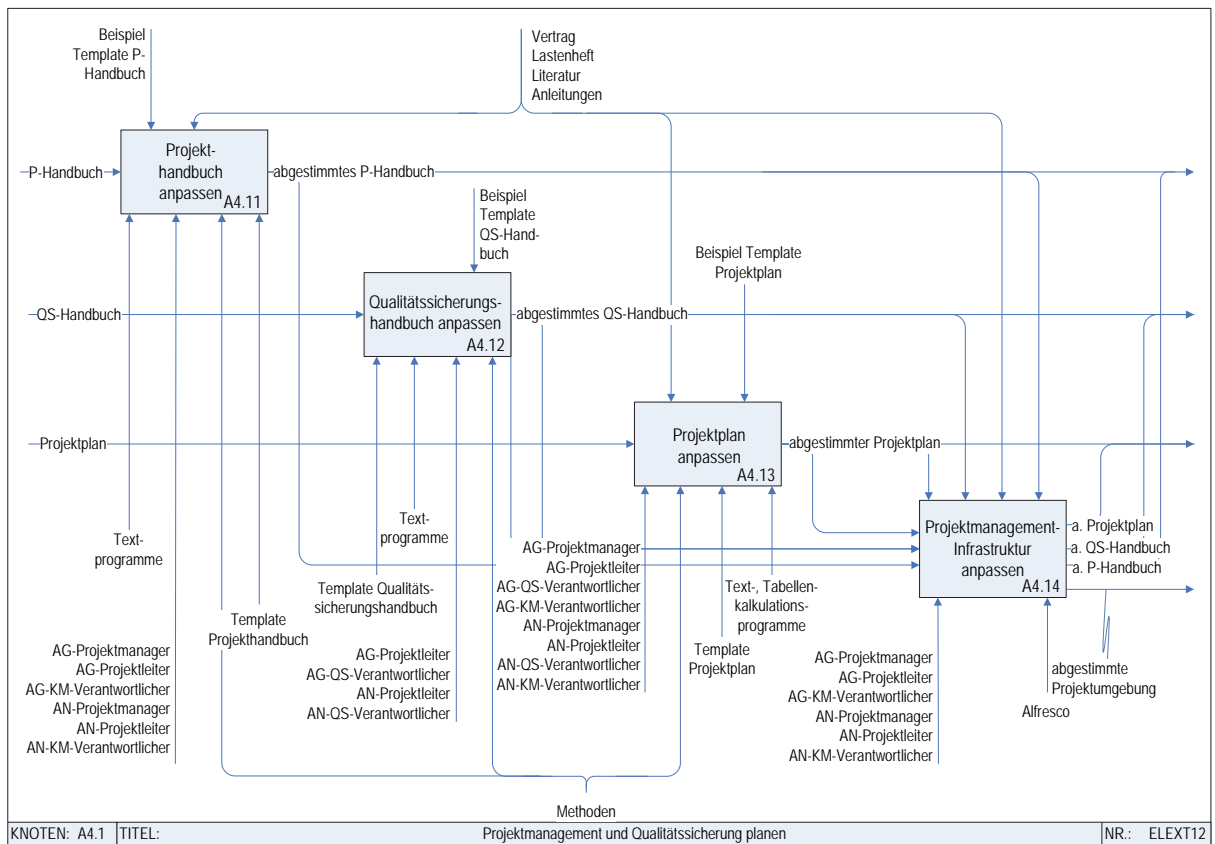 Beispiel
Template P-
Handbuch
Vertrag
Lastenheft
Literatur
Anleitungen
Projekt-
handbuch
anpassen
A4.11
P-Handbuch
abgestimmtes P-Handbuch
Beispiel
Template
QS-Hand-
buch
Beispiel Template
Projektplan
QS-Handbuch
Qualitätssicherungs-
handbuch anpassen
A4.12
abgestimmtes QS-Handbuch
Projektplan
Projektplan
anpassen
A4.13
abgestimmter Projektplan
Projektmanagement-
Infrastruktur
anpassen
A4.14
a. Projektplan
a. QS-Handbuch
a. P-Handbuch
Text-
programme
Text-
programme
Template
Projekthandbuch
Template Qualitäts-
sicherungshandbuch
AG-Projektmanager
AG-Projektleiter
AG-QS-Verantwortlicher
AG-KM-Verantwortlicher
AN-Projektmanager
AN-Projektleiter
AN-QS-Verantwortlicher
AN-KM-Verantwortlicher
Text-, Tabellen-
kalkulations-
programme
Template
Projektplan
AG-Projektmanager
AG-Projektleiter
AG-KM-Verantwortlicher
AN-Projektmanager
AN-Projektleiter
AN-KM-Verantwortlicher
AG-Projektleiter
AG-QS-Verantwortlicher
AN-Projektleiter
AN-QS-Verantwortlicher
AG-Projektmanager
AG-Projektleiter
AG-KM-Verantwortlicher
AN-Projektmanager
AN-Projektleiter
AN-KM-Verantwortlicher
Alfresco
abgestimmte
Projektumgebung
Methoden
KNOTEN: A4.1 TITEL: Projektmanagement und Qualitätssicherung planen NR.: ELEXT12